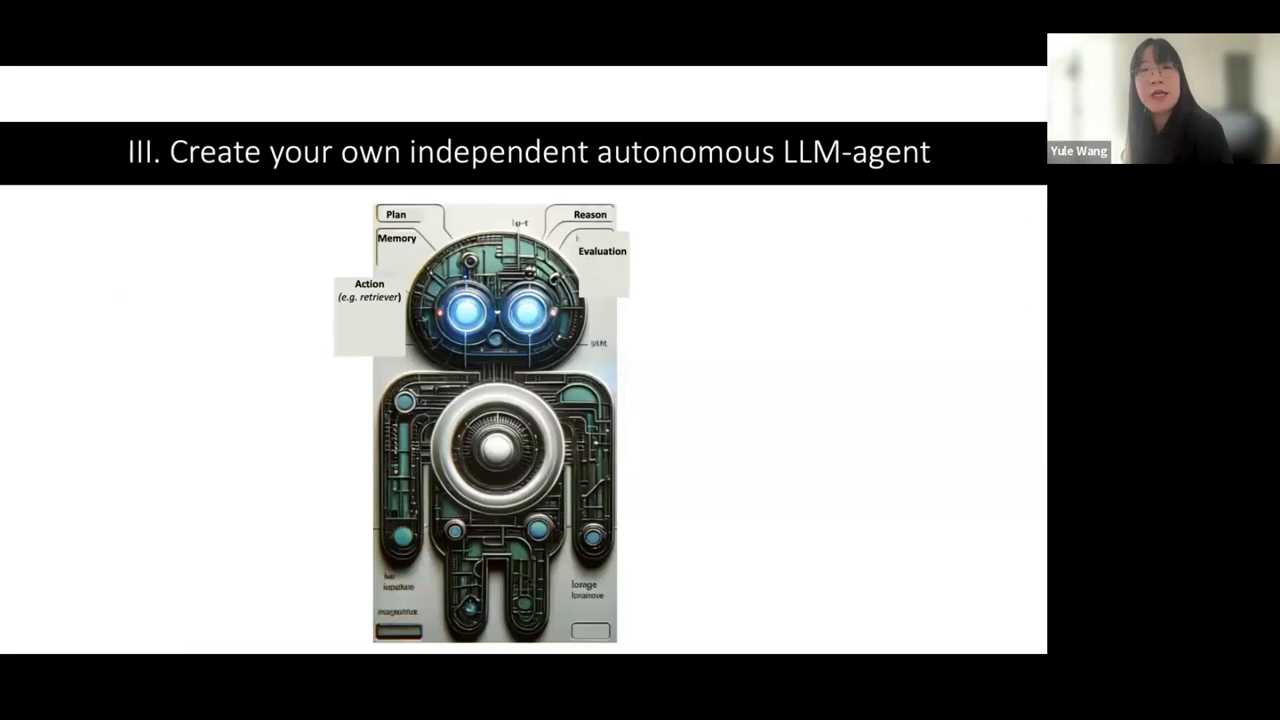 III. Create your own independent autonomous LLM-agent
Yule Wang
Plan
Reason
Memory
Evaluation
Action
(e.g. retriever)